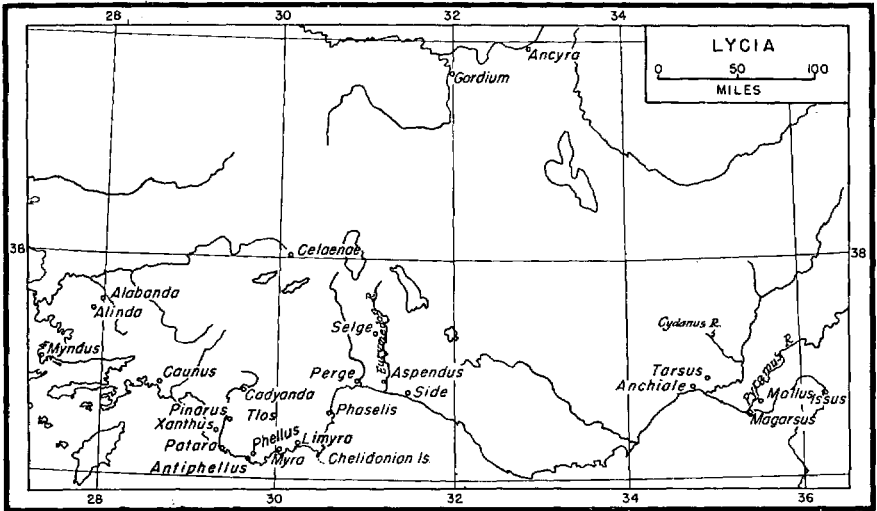 28
30
32
34
LYCIA
0 50 100
MILES
Ancyra
Gordium
38
Celaenae
38
Alabanda
Alinda
Selge
Eurymedon R.
Cydanus R.
Pyramus R
Myndus
Caunus
Perge
Aspendus
Side
Tarsus
Anchiale
Mallus
Issus
Magarsus
Cadyanda
Pinarus
Tlos
Xanthus
Phaselis
Patara
Phellus
Limyra
Antiphellus
Myra
Chelidonian Is.
28
30
32
34
36